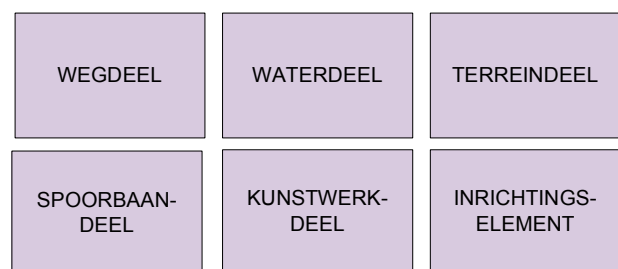 WEGDEEL
WATERDEEL
TERREINDEEL
SPOORBAAN-
DEEL
KUNSTWERK-
DEEL
INRICHTINGS-
ELEMENT